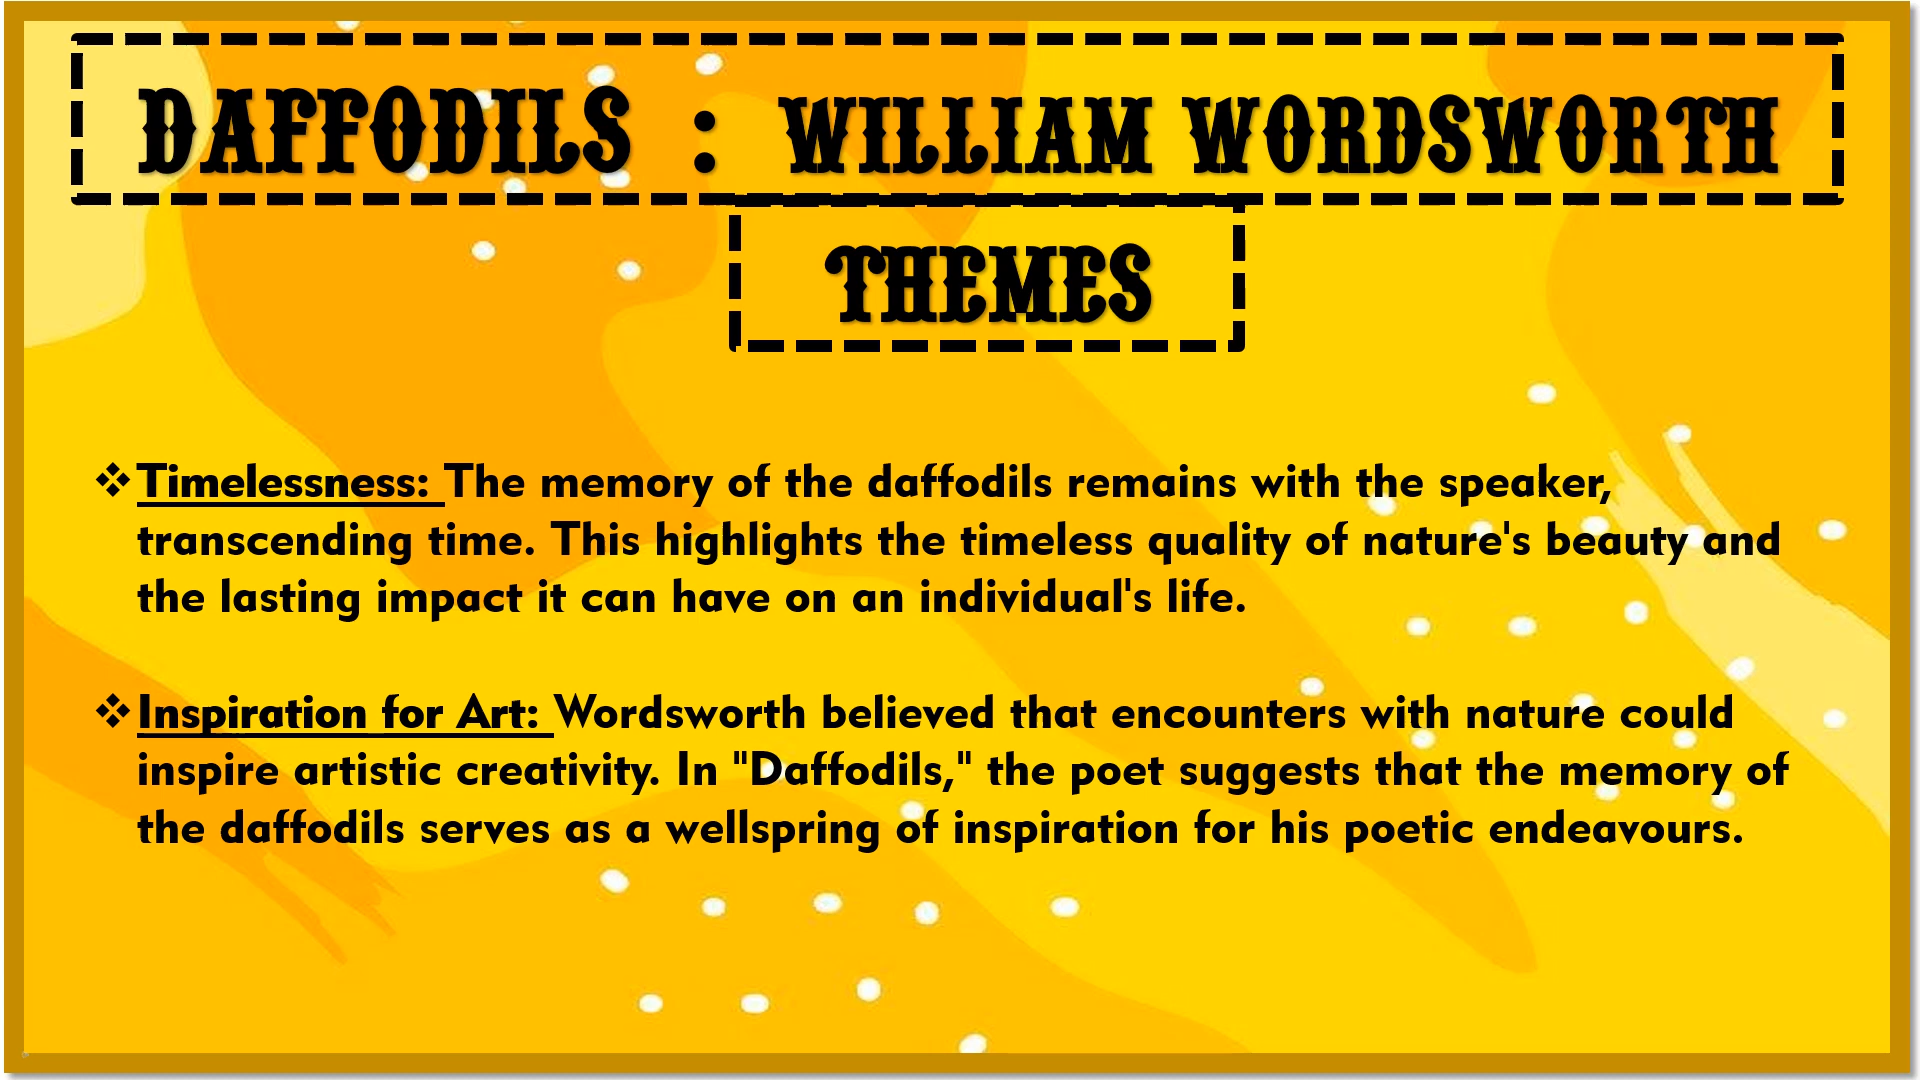 DAFFODILS : WILLIAM WORDSWORTH
THEMES
❖Timelessness: The memory of the daffodils remains with the speaker,
transcending time. This highlights the timeless quality of nature's beauty and
the lasting impact it can have on an individual's life.
❖Inspiration for Art: Wordsworth believed that encounters with nature could
inspire artistic creativity. In "Daffodils," the poet suggests that the memory of
the daffodils serves as a wellspring of inspiration for his poetic endeavours.